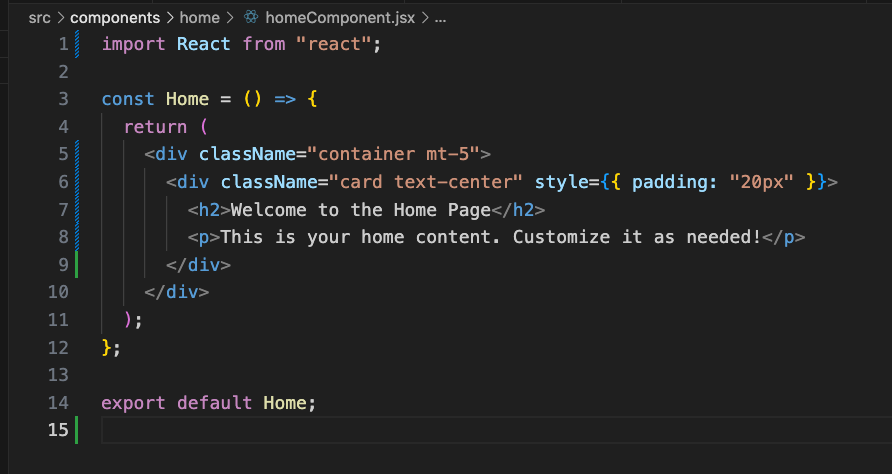 src > components > home > homeComponent.jsx > ...
1 import React from "react";
2
3 const Home = () => {
4   return (
5     <div className="container mt-5">
6       <div className="card text-center" style={{ padding: "20px" }}>
7         <h2>Welcome to the Home Page</h2>
8         <p>This is your home content. Customize it as needed!</p>
9       </div>
10     </div>
11   );
12 };
13
14 export default Home;
15